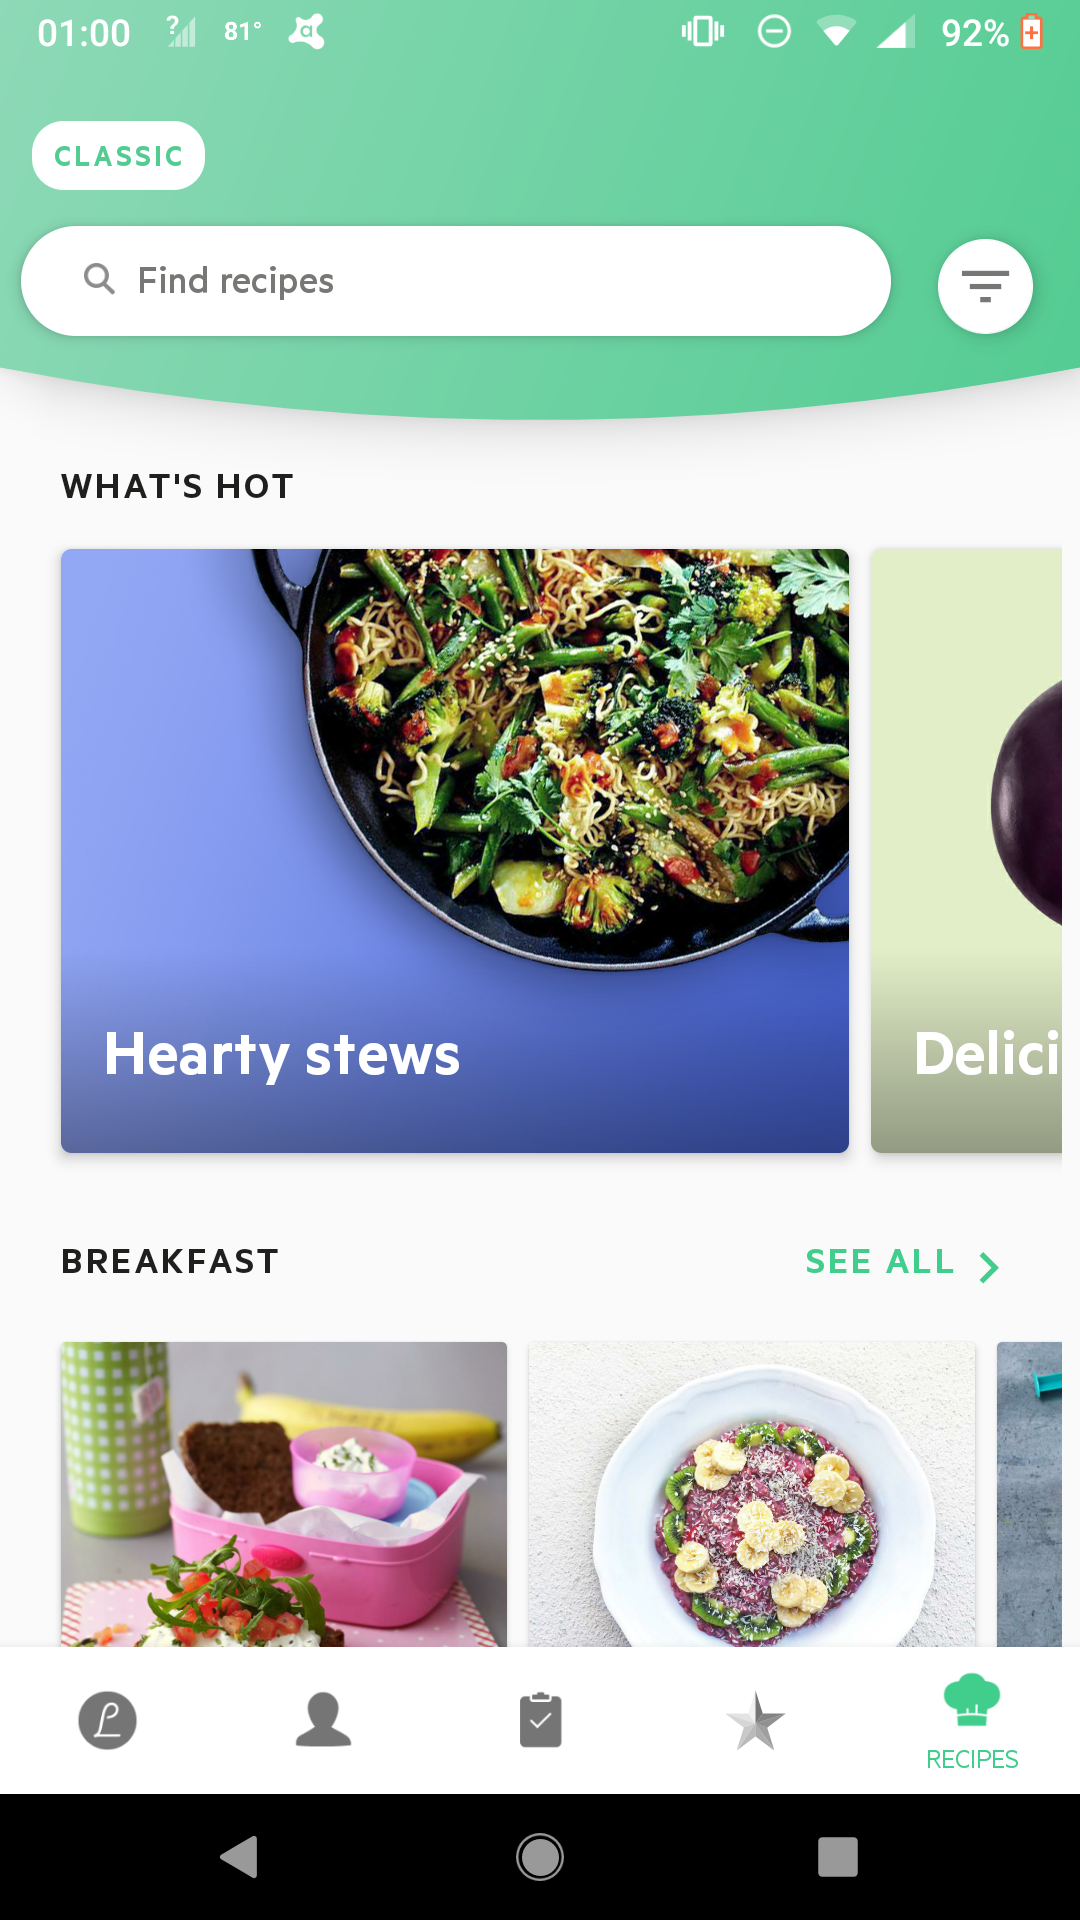 01:00 ? 81° 92%
CLASSIC
Find recipes
WHAT'S HOT
Hearty stews
Delici
BREAKFAST
SEE ALL
RECIPES